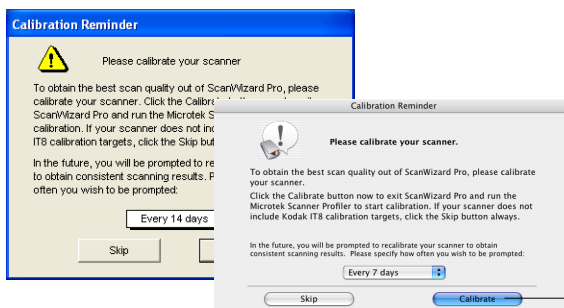 Calibration Reminder
Please calibrate your scanner
To obtain the best scan quality out of ScanWizard Pro, please
calibrate your scanner. Click the
ScanWizard Pro and run the Microtek
calibration. If your scanner does not
IT8 calibration targets, click the Skip
In the future, you will be prompted to
to obtain consistent scanning results.
often you wish to be prompted:
Every 14 days
Skip
Calibration Reminder
Please calibrate your scanner.
To obtain the best scan quality out of ScanWizard Pro, please calibrate
your scanner.
Click the Calibrate button now to exit ScanWizard Pro and run the
Microtek Scanner Profiler to start calibration. If your scanner does not
include Kodak IT8 calibration targets, click the Skip button always.
In the future, you will be prompted to recalibrate your scanner to obtain
consistent scanning results. Please specify how often you wish to be prompted:
Every 7 days
Skip
Calibrate